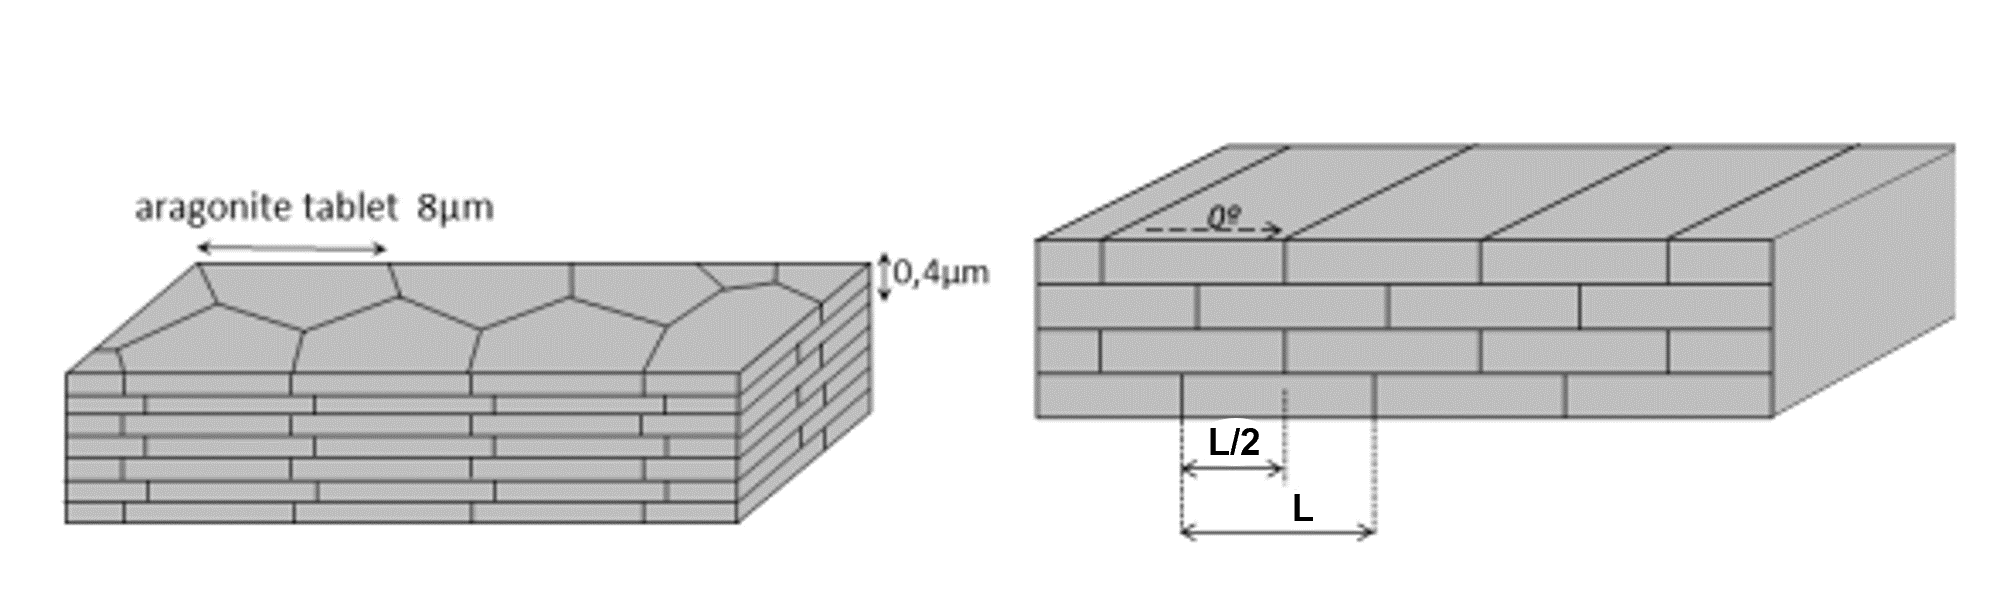 aragonite tablet 8µm
0,4µm
0º
L/2
L